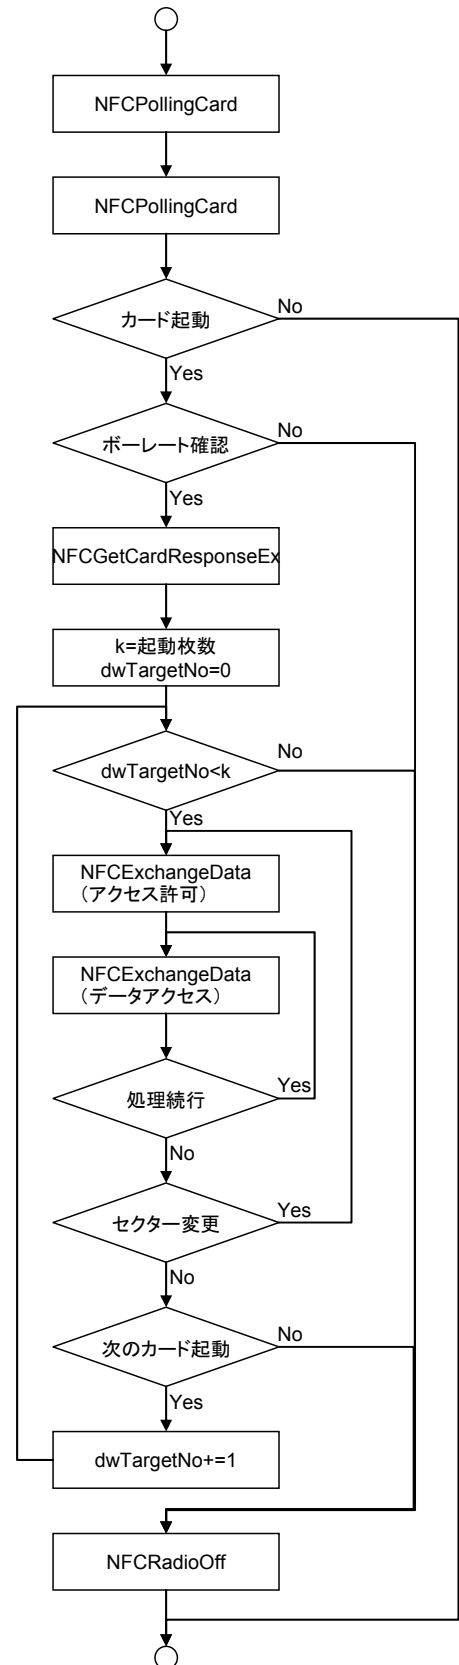 NFCPollingCard
NFCPollingCard
カード起動
No
Yes
ボーレート確認
No
Yes
NFCGetCardResponseEx
k=起動枚数
dwTargetNo=0
dwTargetNo<k
No
Yes
NFCExchangeData
（アクセス許可）
NFCExchangeData
（データアクセス）
処理続行
Yes
No
セクター変更
Yes
No
次のカード起動
No
Yes
dwTargetNo+=1
NFCRadioOff